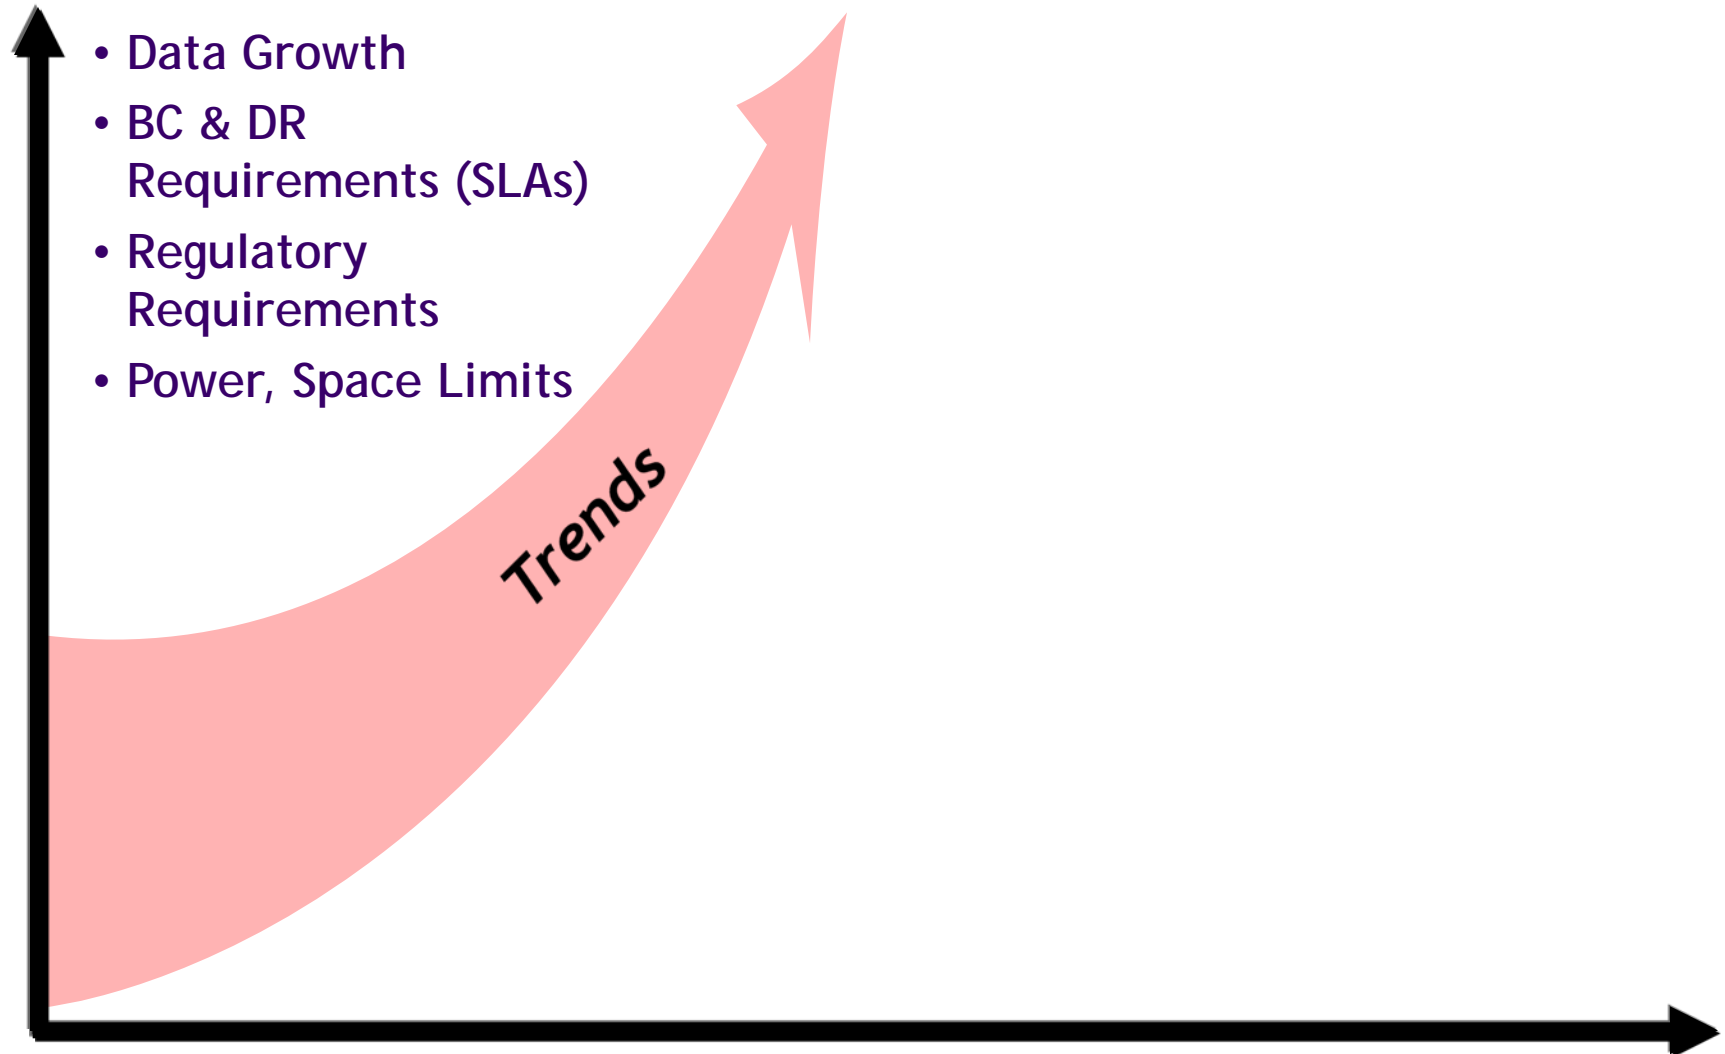 • Data Growth
• BC & DR
Requirements (SLAs)
• Regulatory
Requirements
• Power, Space Limits
Trends